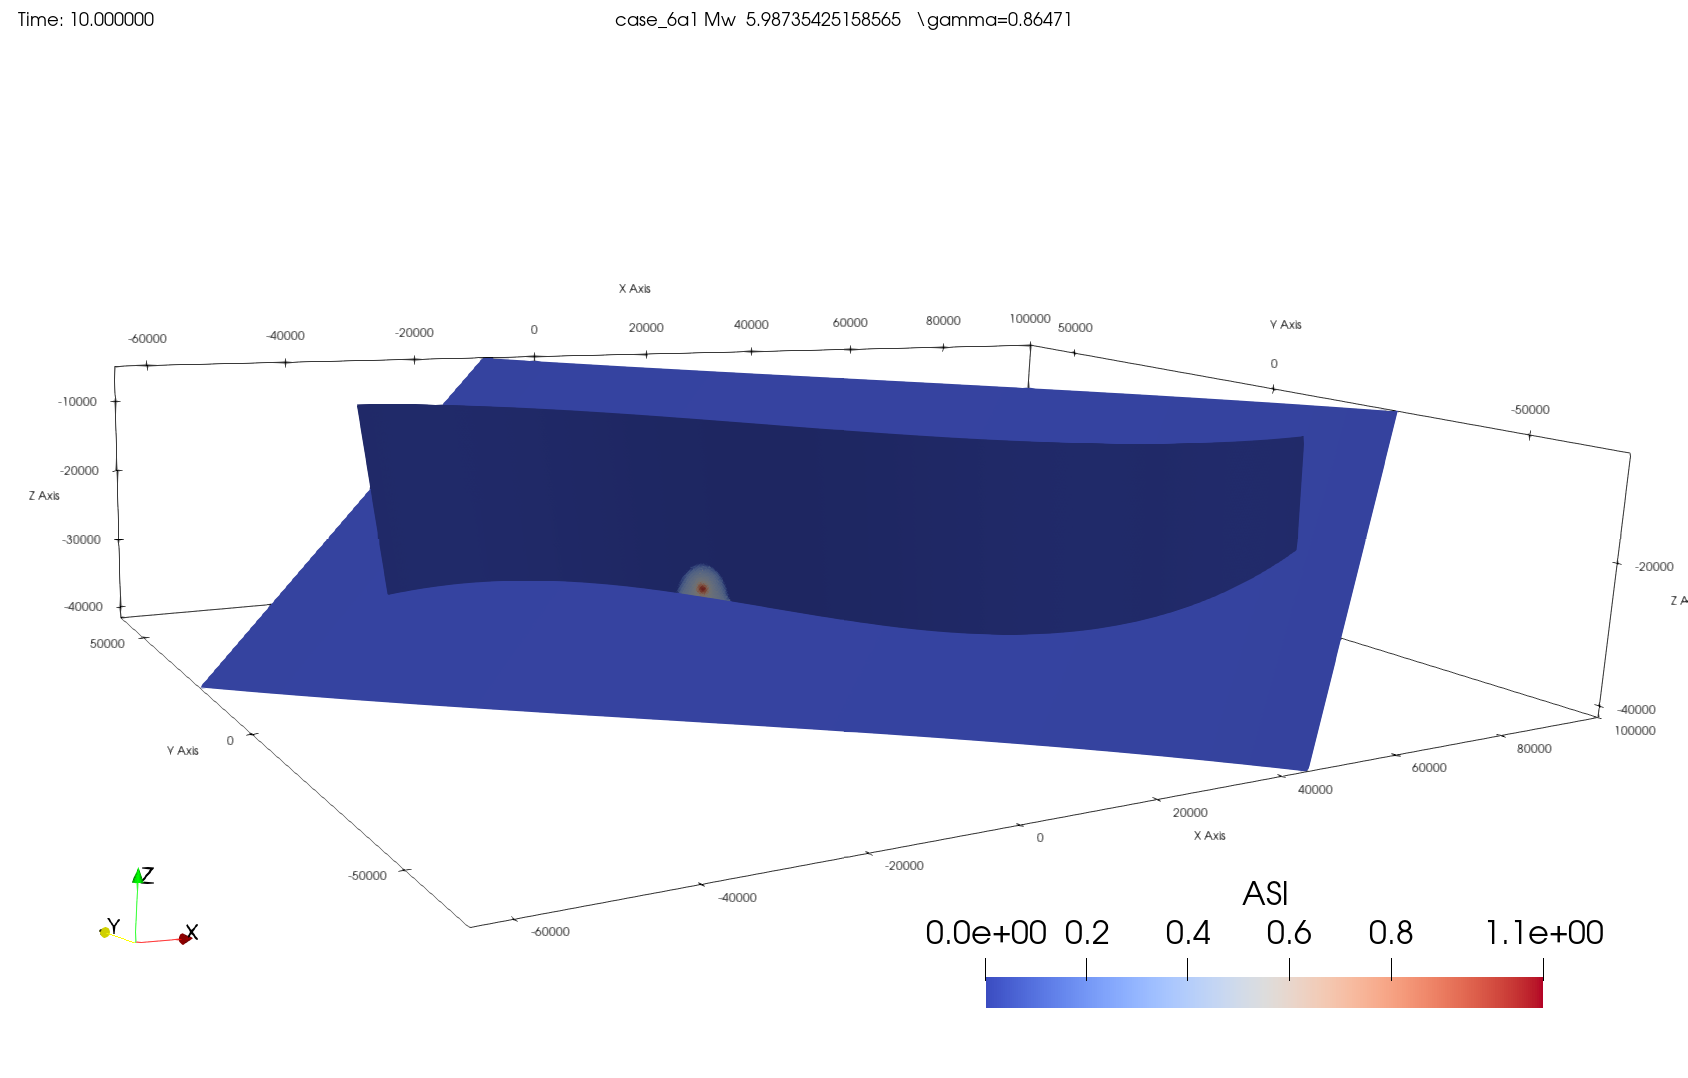 Time: 10.000000
case_6a1 Mw 5.98735425158565 \gamma=0.86471
X Axis
-60000 -40000 -20000 0 20000 40000 60000 80000 100000
50000 0 -50000
Y Axis
-10000
-20000
-30000
-40000
Z Axis
50000
0
-50000
Y Axis
-20000
-40000
Z A
100000
80000
60000
40000
20000
0
-20000
-40000
-60000
X Axis
Z
Y
X
ASI
0.0e+00 0.2 0.4 0.6 0.8 1.1e+00